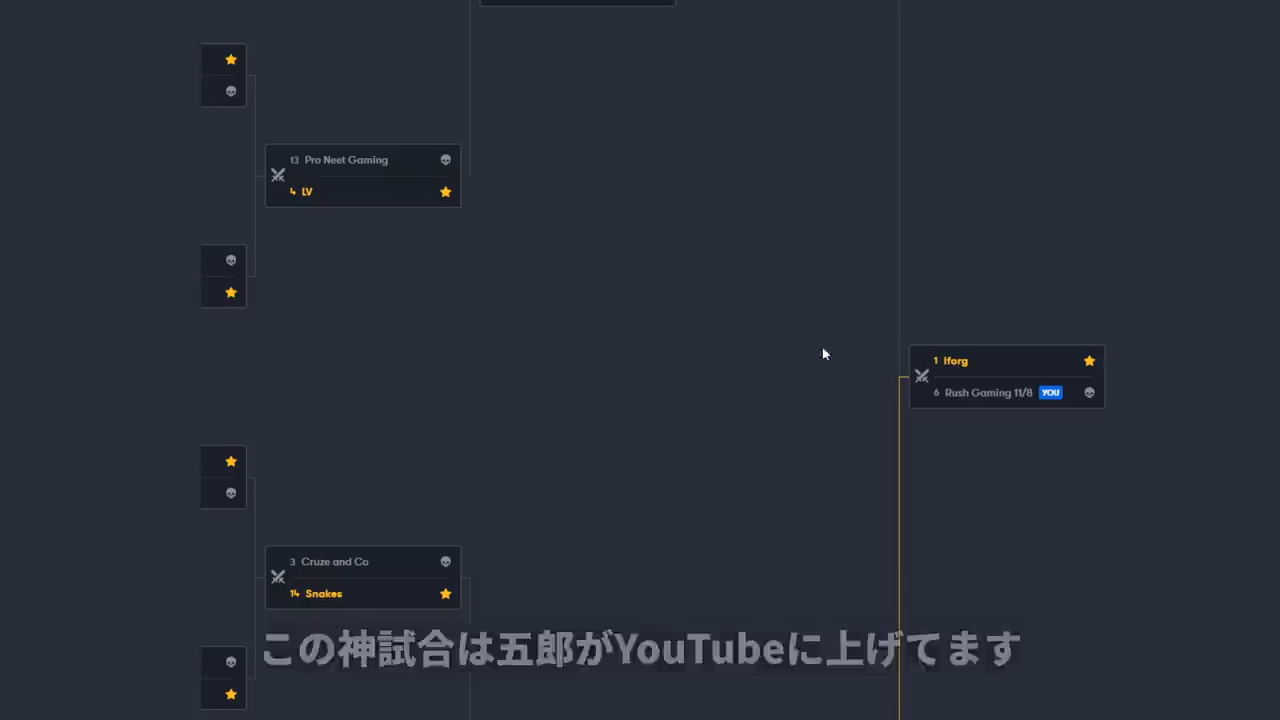 13 Pro Neet Gaming
4 LV
1 Iforg
6 Rush Gaming 11/8 YOU
3 Cruze and Co
14 Snakes
この神試合は五郎がYouTubeに上げてます